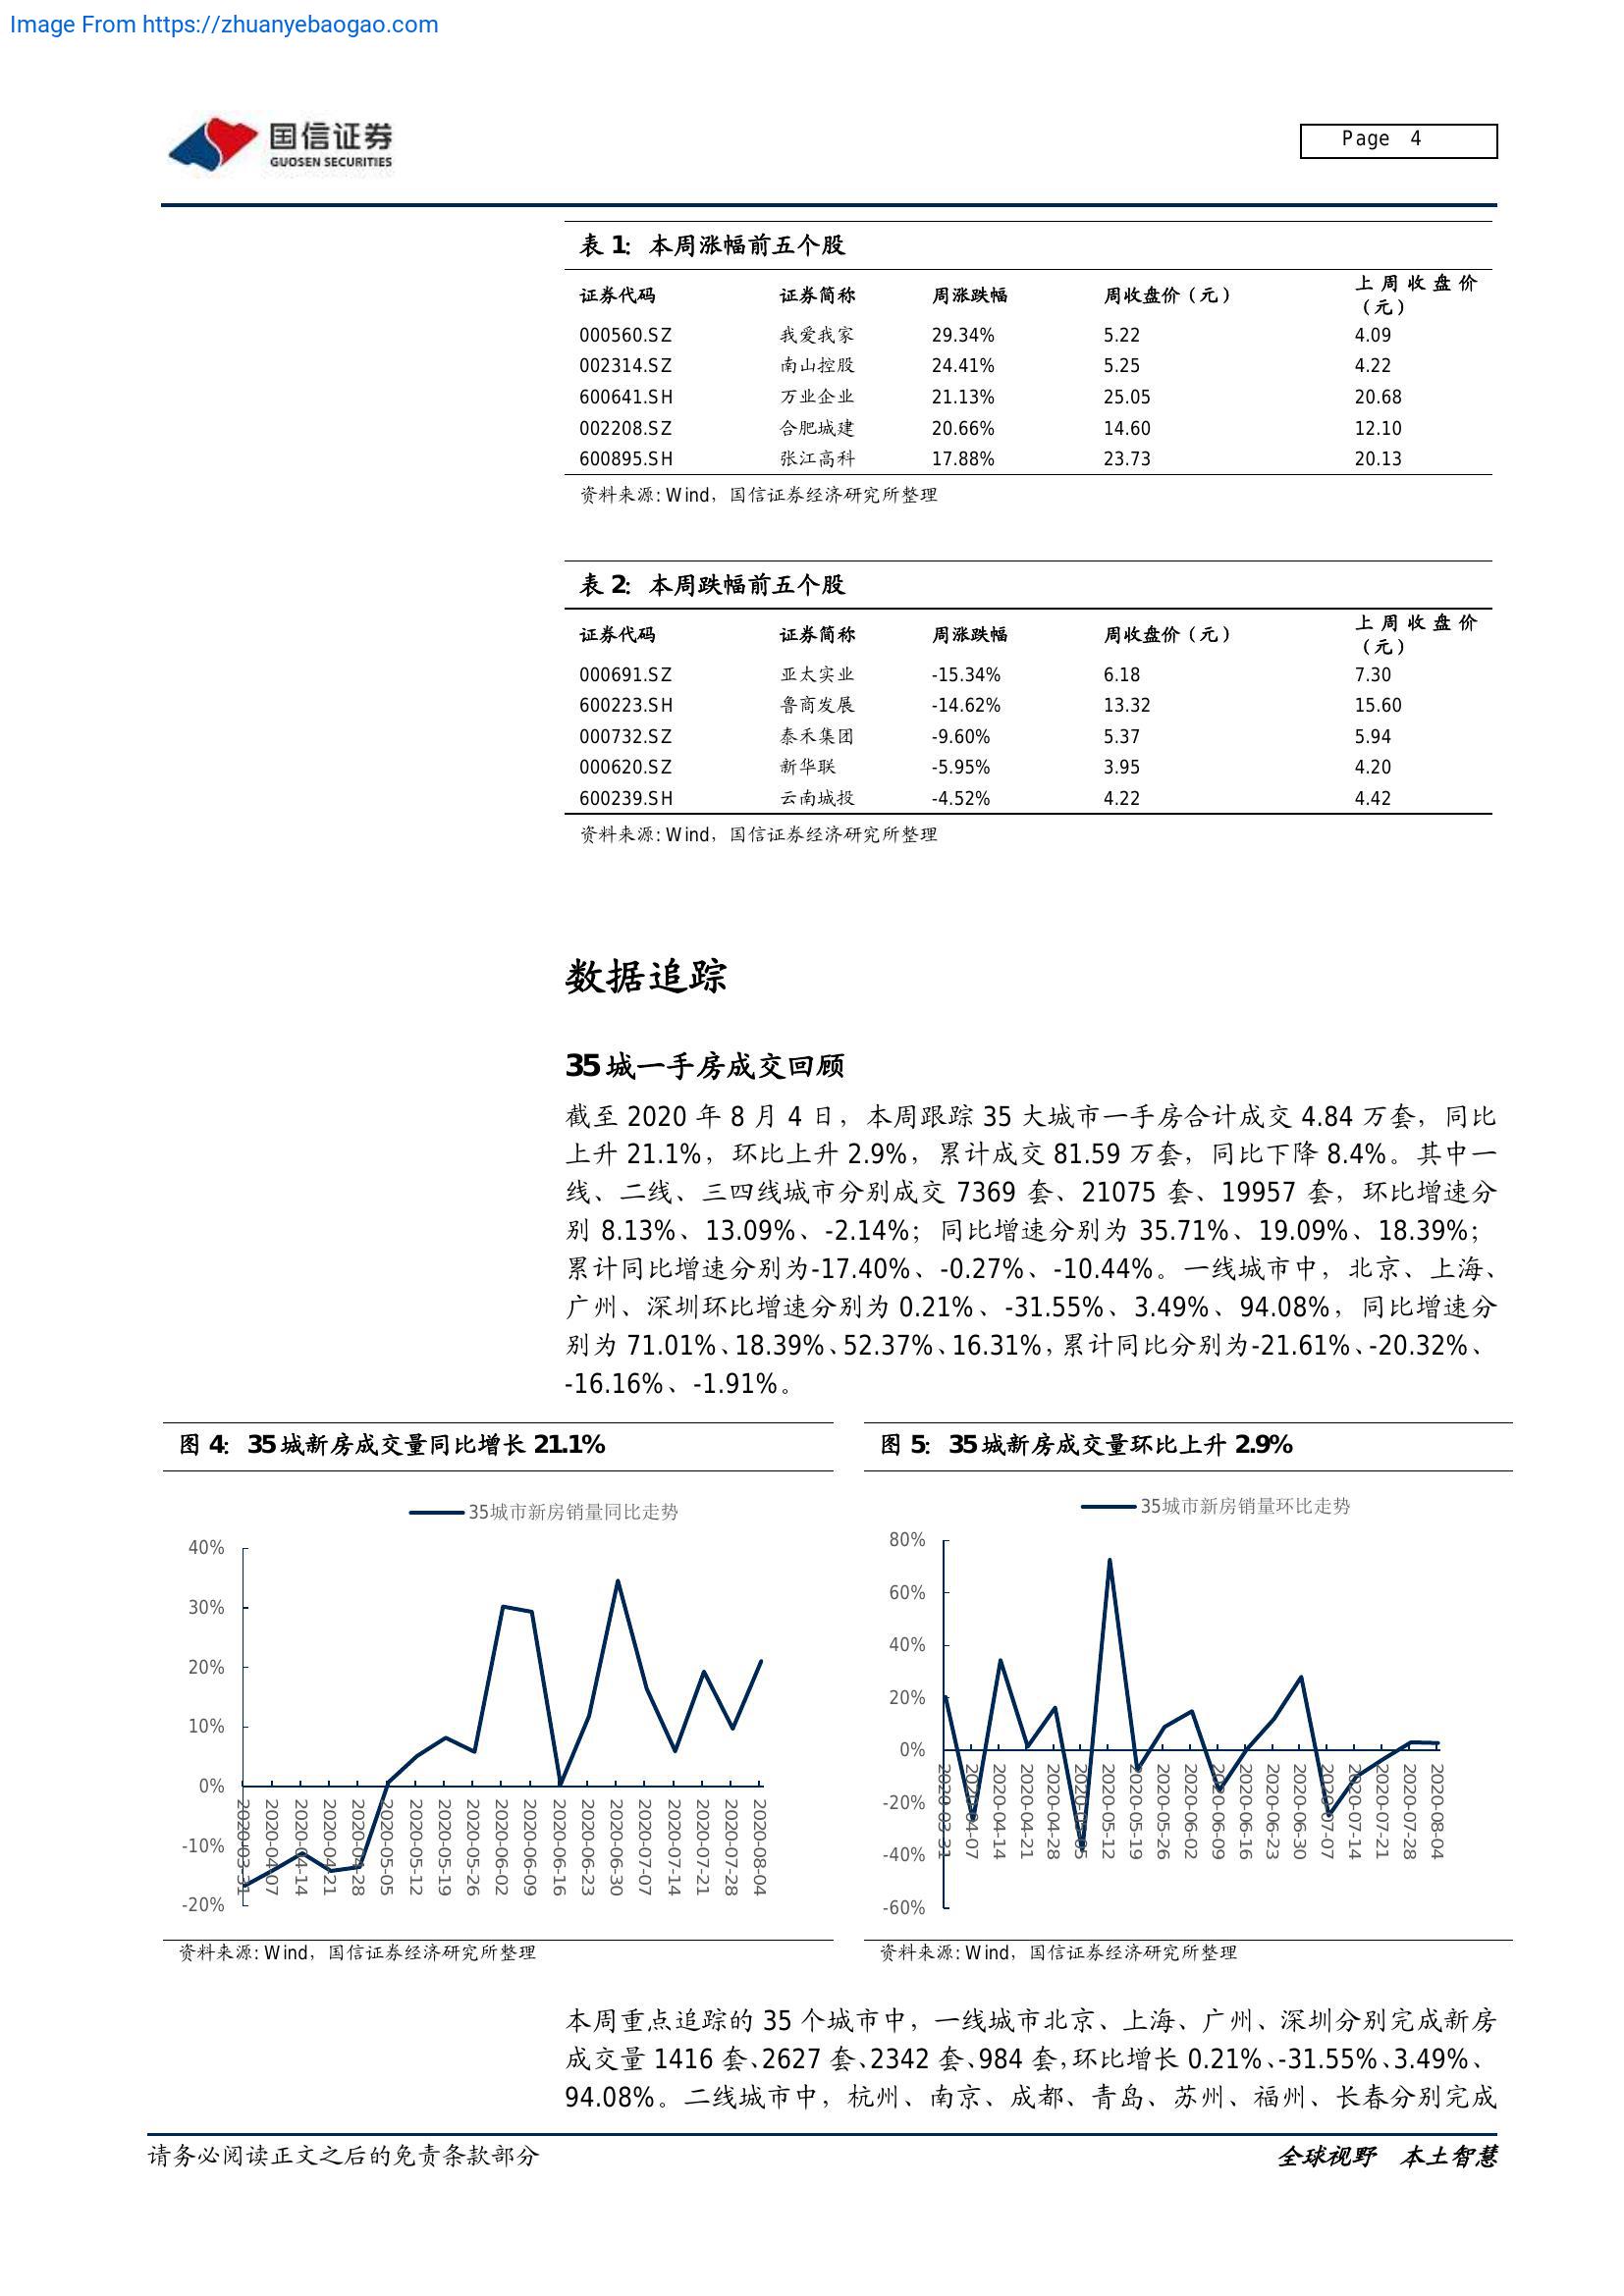 Image From https://zhuanyebaogao.com
国信证券
GUOSEN SECURITIES
Page 4
表 1: 本周涨幅前五个股
证券代码 证券简称 周涨跌幅 周收盘价（元） 上周收盘价（元）
000560.SZ 我爱我家 29.34% 5.22 4.09
002314.SZ 南山控股 24.41% 5.25 4.22
600641.SH 万业企业 21.13% 25.05 20.68
002208.SZ 合肥城建 20.66% 14.60 12.10
600895.SH 张江高科 17.88% 23.73 20.13
资料来源: Wind，国信证券经济研究所整理
表 2: 本周跌幅前五个股
证券代码 证券简称 周涨跌幅 周收盘价（元） 上周收盘价（元）
000691.SZ 亚太实业 -15.34% 6.18 7.30
600223.SH 鲁商发展 -14.62% 13.32 15.60
000732.SZ 泰禾集团 -9.60% 5.37 5.94
000620.SZ 新华联 -5.95% 3.95 4.20
600239.SH 云南城投 -4.52% 4.22 4.42
资料来源: Wind，国信证券经济研究所整理
数据追踪
35 城一手房成交回顾
截至 2020 年 8 月 4 日，本周跟踪 35 大城市一手房合计成交 4.84 万套，同比
上升 21.1%，环比上升 2.9%，累计成交 81.59 万套，同比下降 8.4%。其中一
线、二线、三四线城市分别成交 7369 套、21075 套、19957 套，环比增速分
别 8.13%、13.09%、-2.14%；同比增速分别为 35.71%、19.09%、18.39%；
累计同比增速分别为-17.40%、-0.27%、-10.44%。一线城市中，北京、上海、
广州、深圳环比增速分别为 0.21%、-31.55%、3.49%、94.08%，同比增速分
别为 71.01%、18.39%、52.37%、16.31%，累计同比分别为-21.61%、-20.32%、
-16.16%、-1.91%。
图 4: 35 城新房成交量同比增长 21.1%
35城市新房销量同比走势
40%
30%
20%
10%
0%
-10%
-20%
2020-03-31
2020-04-07
2020-04-14
2020-04-21
2020-04-28
2020-05-05
2020-05-12
2020-05-19
2020-05-26
2020-06-02
2020-06-09
2020-06-16
2020-06-23
2020-06-30
2020-07-07
2020-07-14
2020-07-21
2020-07-28
2020-08-04
资料来源: Wind，国信证券经济研究所整理
图 5: 35 城新房成交量环比上升 2.9%
35城市新房销量环比走势
80%
60%
40%
20%
0%
-20%
-40%
-60%
2020-03-31
2020-04-07
2020-04-14
2020-04-21
2020-04-28
2020-05-05
2020-05-12
2020-05-19
2020-05-26
2020-06-02
2020-06-09
2020-06-16
2020-06-23
2020-06-30
2020-07-07
2020-07-14
2020-07-21
2020-07-28
2020-08-04
资料来源: Wind，国信证券经济研究所整理
本周重点追踪的 35 个城市中，一线城市北京、上海、广州、深圳分别完成新房
成交量 1416 套、2627 套、2342 套、984 套，环比增长 0.21%、-31.55%、3.49%、
94.08%。二线城市中，杭州、南京、成都、青岛、苏州、福州、长春分别完成
请务必阅读正文之后的免责条款部分
全球视野 本土智慧